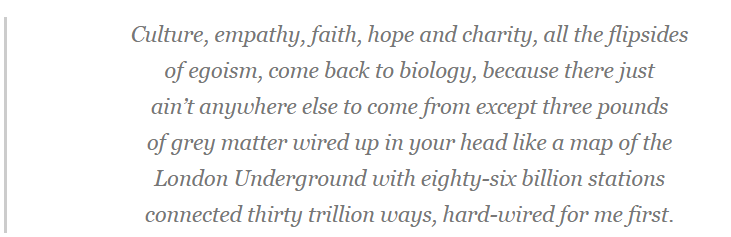 Culture, empathy, faith, hope and charity, all the flipsides
of egoism, come back to biology, because there just
ain’t anywhere else to come from except three pounds
of grey matter wired up in your head like a map of the
London Underground with eighty-six billion stations
connected thirty trillion ways, hard-wired for me first.